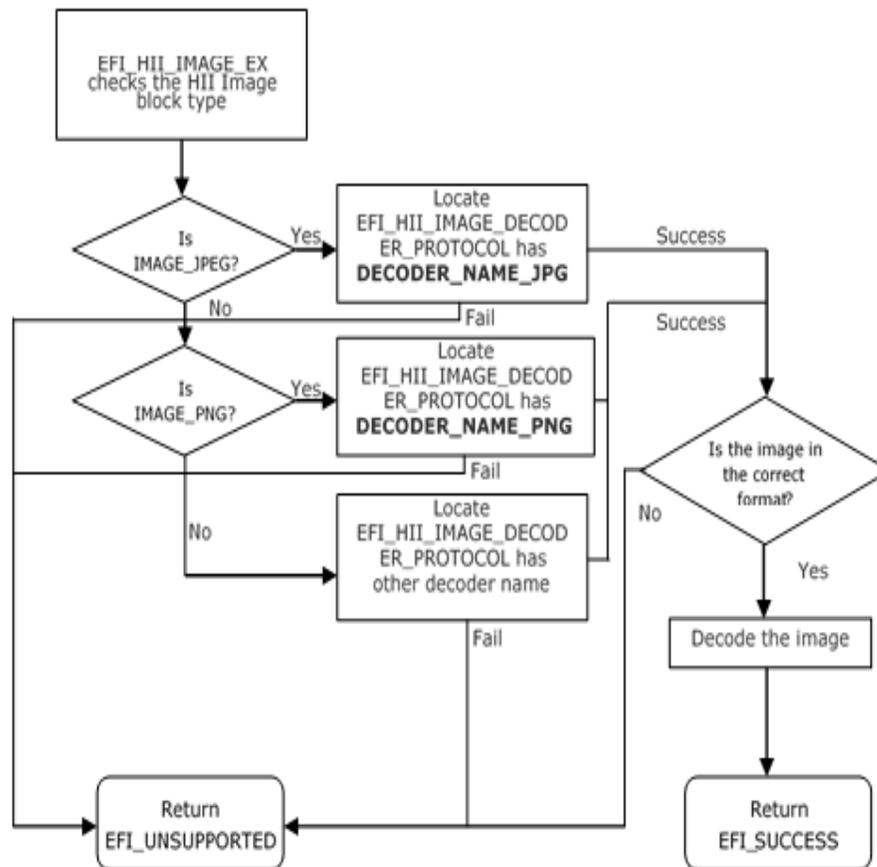 EFI_HII_IMAGE_EX
checks the HII Image
block type
Is
IMAGE_JPEG?
Yes
Locate
EFI_HII_IMAGE_DECOD
ER_PROTOCOL has
DECODER_NAME_JPG
Success
No
Fail
Success
Is
IMAGE_PNG?
Yes
Locate
EFI_HII_IMAGE_DECOD
ER_PROTOCOL has
DECODER_NAME_PNG
Fail
Is the image in
the correct
format?
No
No
Locate
EFI_HII_IMAGE_DECOD
ER_PROTOCOL has
other decoder name
Yes
Fail
Decode the image
Return
EFI_UNSUPPORTED
Return
EFI_SUCCESS